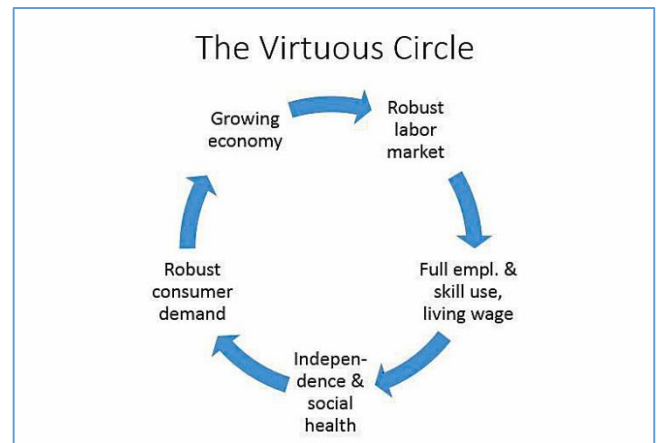 The Virtuous Circle
Growing
economy
Robust
labor
market
Full empl. &
skill use,
living wage
Indepen-
dence &
social
health
Robust
consumer
demand